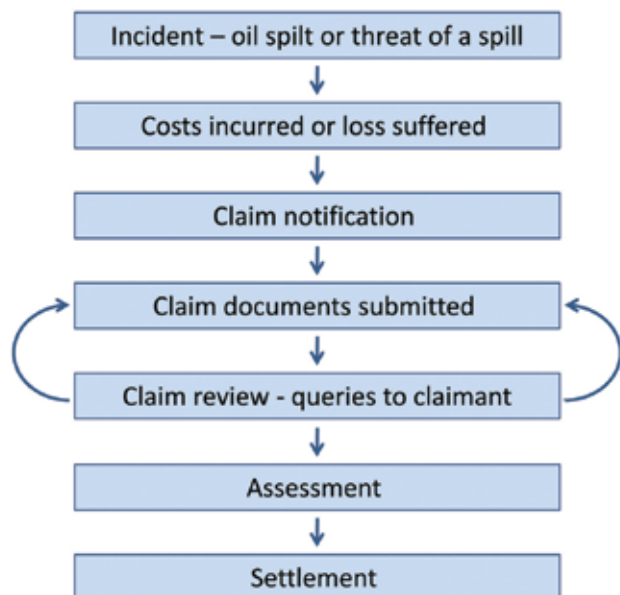 Incident – oil spilt or threat of a spill
Costs incurred or loss suffered
Claim notification
Claim documents submitted
Claim review - queries to claimant
Assessment
Settlement